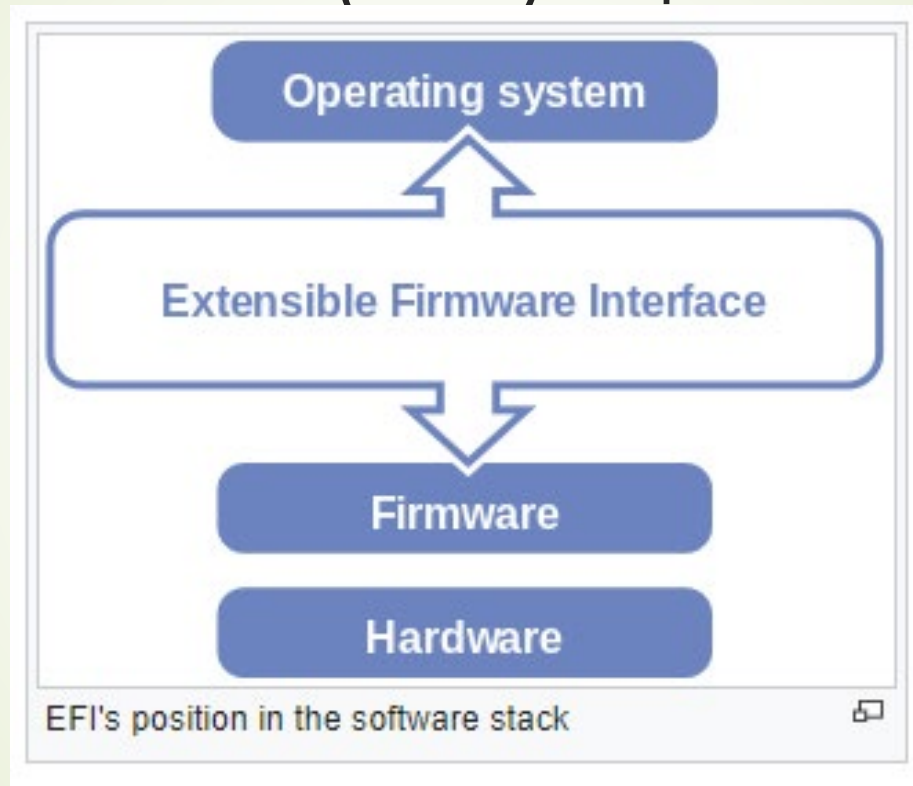 Operating system
Extensible Firmware Interface
Firmware
Hardware
EFI's position in the software stack